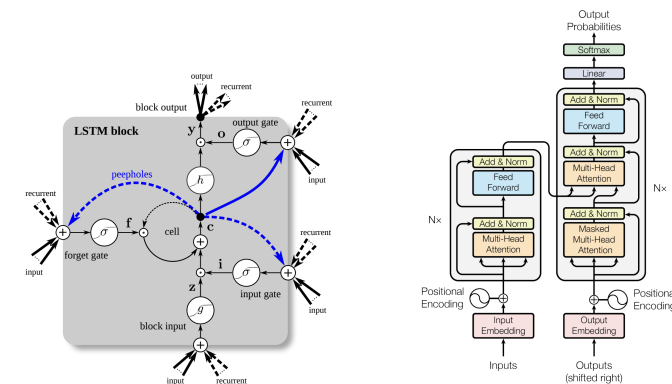 output
recurrent
block output
LSTM block
y
o
output gate
σ
recurrent
input
peepholes
h
recurrent
f
σ
cell
c
forget gate
input
recurrent
i
σ
z
input gate
input
g
block input
input
recurrent
Output
Probabilities
Softmax
Linear
Add & Norm
Feed
Forward
Add & Norm
Multi-Head
Attention
Add & Norm
Feed
Forward
N×
N×
Add & Norm
Multi-Head
Attention
Add & Norm
Masked
Multi-Head
Attention
Positional
Encoding
Positional
Encoding
Input
Embedding
Output
Embedding
Inputs
Outputs
(shifted right)